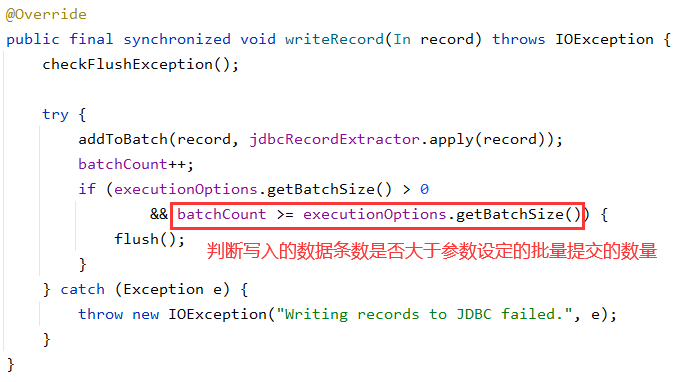 @Override
public final synchronized void writeRecord(In record) throws IOException {
    checkFlushException();

    try {
        addToBatch(record, jdbcRecordExtractor.apply(record));
        batchCount++;
        if (executionOptions.getBatchSize() > 0
                && batchCount >= executionOptions.getBatchSize()) {
            flush();
判断写入的数据条数是否大于参数设定的批量提交的数量
        }
    } catch (Exception e) {
        throw new IOException("Writing records to JDBC failed.", e);
    }
}